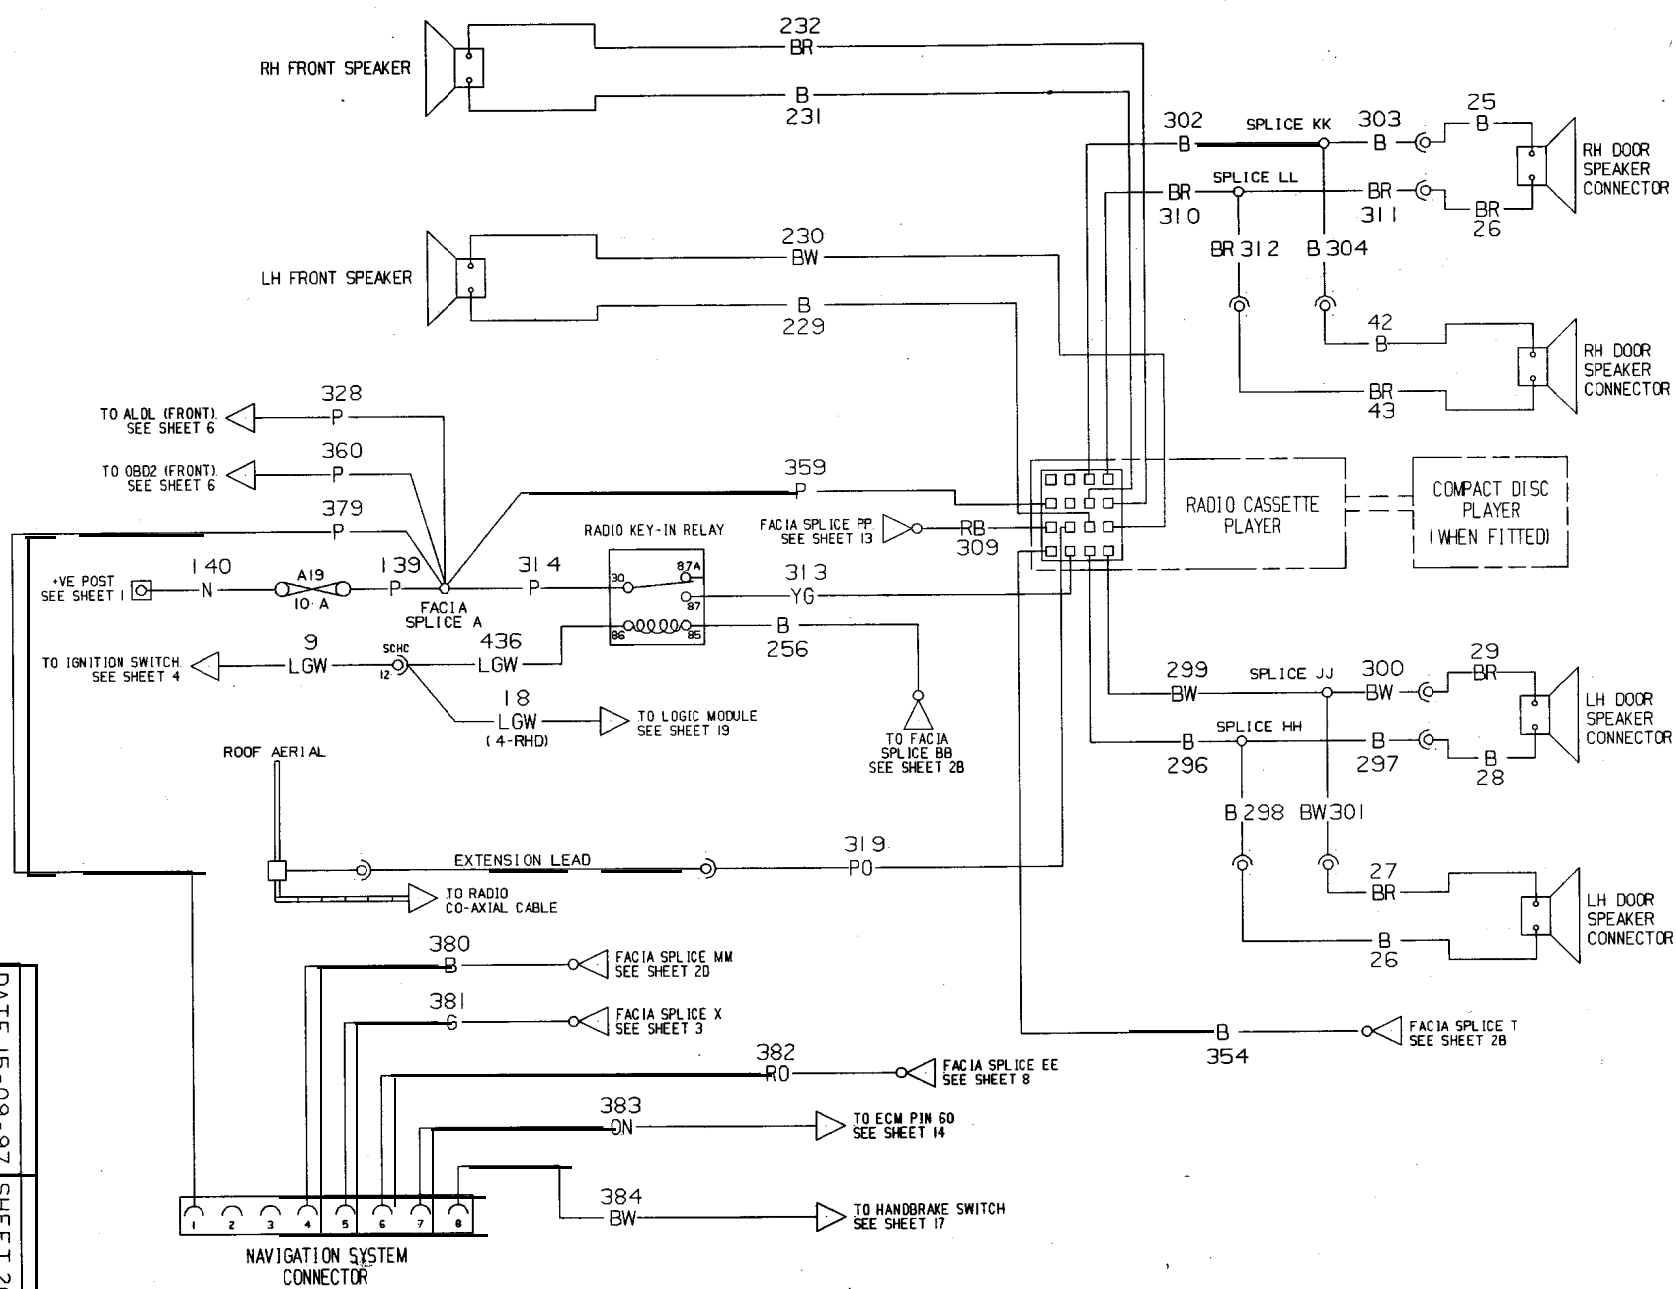 232
BR
RH FRONT SPEAKER
B
231
302
B
SPLICE KK
303
B
25
B
RH DOOR
SPEAKER
CONNECTOR
SPLICE LL
BR
310
BR
311
BR
26
BR 312
B 304
230
BW
LH FRONT SPEAKER
B
229
42
B
RH DOOR
SPEAKER
CONNECTOR
BR
43
328
P
TO ALDL (FRONT).
SEE SHEET 6
360
P
TO OBD2 (FRONT).
SEE SHEET 6
379
P
359
P
RADIO CASSETTE
PLAYER
COMPACT DISC
PLAYER
(WHEN FITTED)
FACIA SPLICE PP.
SEE SHEET 13
RB
309
RADIO KEY-IN RELAY
30
87A
87
86
85
+VE POST
SEE SHEET 1
140
N
A19
10 A
139
P
FACIA
SPLICE A
314
P
313
YG
B
256
TO IGNITION SWITCH.
SEE SHEET 4
9
LGW
SCHC
12
436
LGW
18
LGW
(4-RHD)
TO LOGIC MODULE
SEE SHEET 19
TO FACIA
SPLICE BB
SEE SHEET 2B
299
BW
SPLICE JJ
300
BW
29
BR
LH DOOR
SPEAKER
CONNECTOR
SPLICE HH
B
296
B
297
B
28
B 298
BW 301
ROOF AERIAL
EXTENSION LEAD
319
PO
TO RADIO
CO-AXIAL CABLE
27
BR
LH DOOR
SPEAKER
CONNECTOR
B
26
380
B
FACIA SPLICE MM
SEE SHEET 2D
381
G
FACIA SPLICE X
SEE SHEET 3
B
354
FACIA SPLICE T
SEE SHEET 2B
382
RO
FACIA SPLICE EE
SEE SHEET 8
383
ON
TO ECM PIN 60
SEE SHEET 14
384
BW
TO HANDBRAKE SWITCH
SEE SHEET 17
1 2 3 4 5 6 7 8
NAVIGATION SYSTEM
CONNECTOR
DATE 15-09-97
SHEET